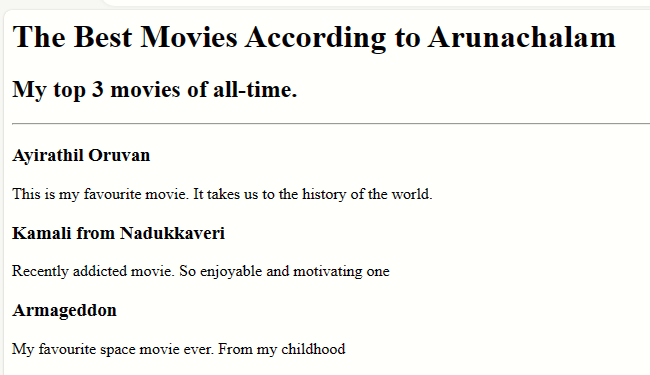 The Best Movies According to Arunachalam
My top 3 movies of all-time.
Ayirathil Oruvan
This is my favourite movie. It takes us to the history of the world.
Kamali from Nadukkaveri
Recently addicted movie. So enjoyable and motivating one
Armageddon
My favourite space movie ever. From my childhood